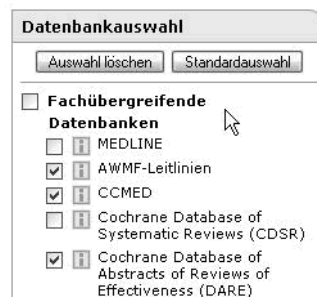 Datenbankauswahl
Auswahl löschen Standardauswahl
Fachübergreifende
Datenbanken
MEDLINE
AWMF-Leitlinien
CCMED
Cochrane Database of
Systematic Reviews (CDSR)
Cochrane Database of
Abstracts of Reviews of
Effectiveness (DARE)